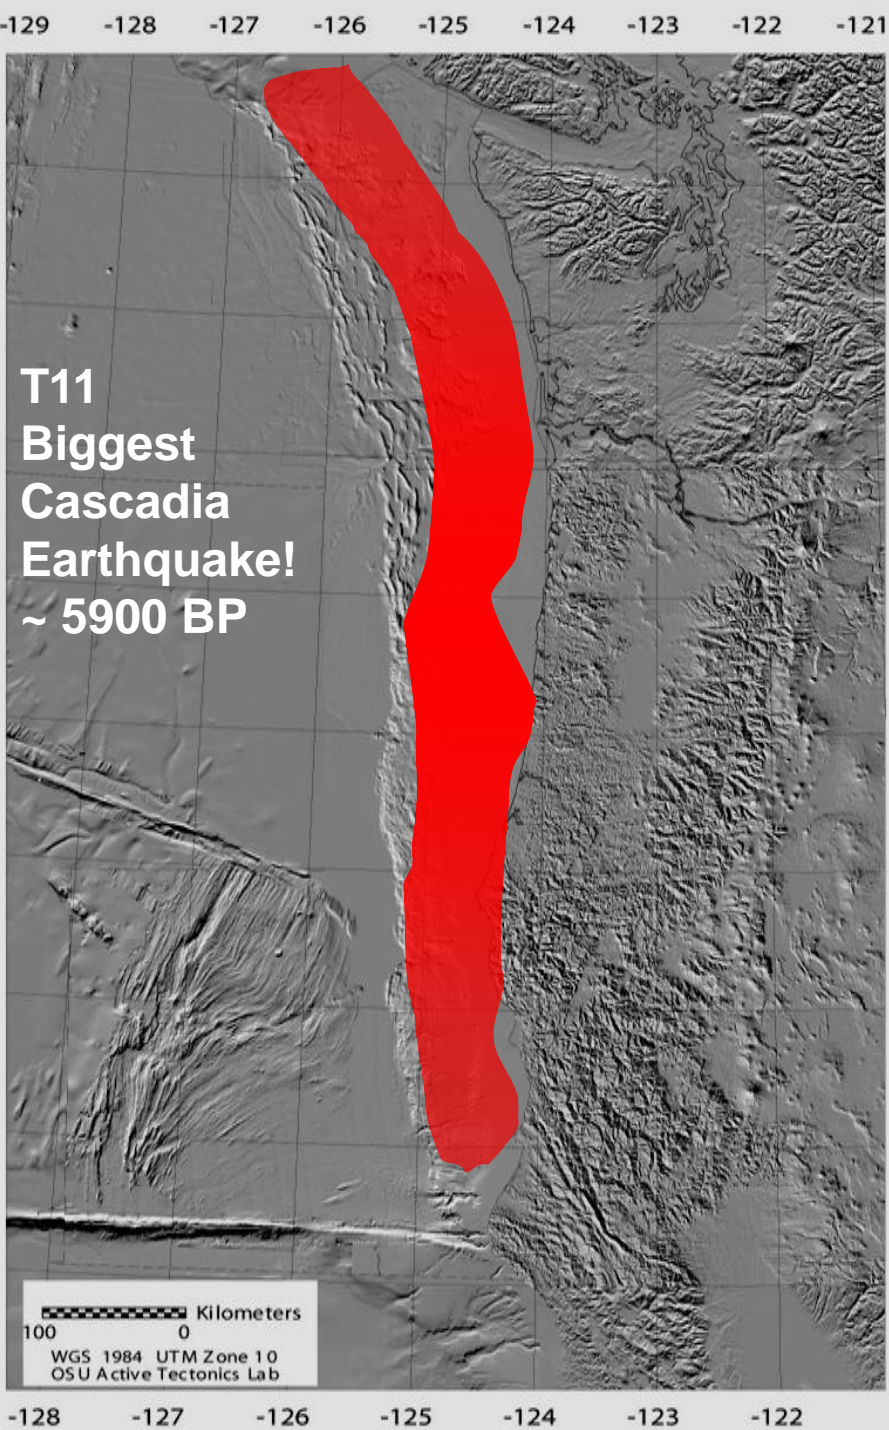 -129 -128 -127 -126 -125 -124 -123 -122 -121
T11
Biggest
Cascadia
Earthquake!
~ 5900 BP
Kilometers
100 0
WGS 1984 UTM Zone 10
OSU Active Tectonics Lab
-128 -127 -126 -125 -124 -123 -122